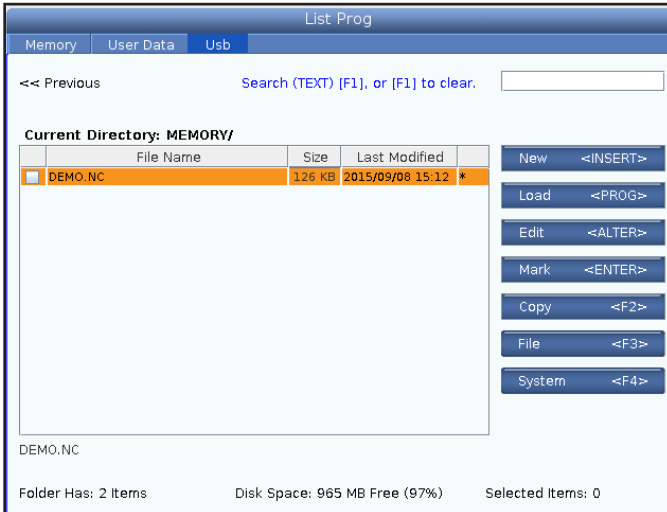 List Prog
Memory User Data Usb
<< Previous Search (TEXT) [F1], or [F1] to clear.
Current Directory: MEMORY/
File Name Size Last Modified
DEMO.NC 126 KB 2015/09/08 15:12 *
New <INSERT>
Load <PROG>
Edit <ALTER>
Mark <ENTER>
Copy <F2>
File <F3>
System <F4>
DEMO.NC
Folder Has: 2 Items Disk Space: 965 MB Free (97%) Selected Items: 0